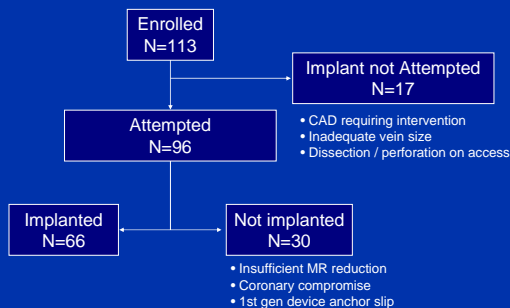 Enrolled
N=113
Implant not Attempted
N=17
• CAD requiring intervention
• Inadequate vein size
• Dissection / perforation on access
Attempted
N=96
Implanted
N=66
Not implanted
N=30
• Insufficient MR reduction
• Coronary compromise
• 1st gen device anchor slip